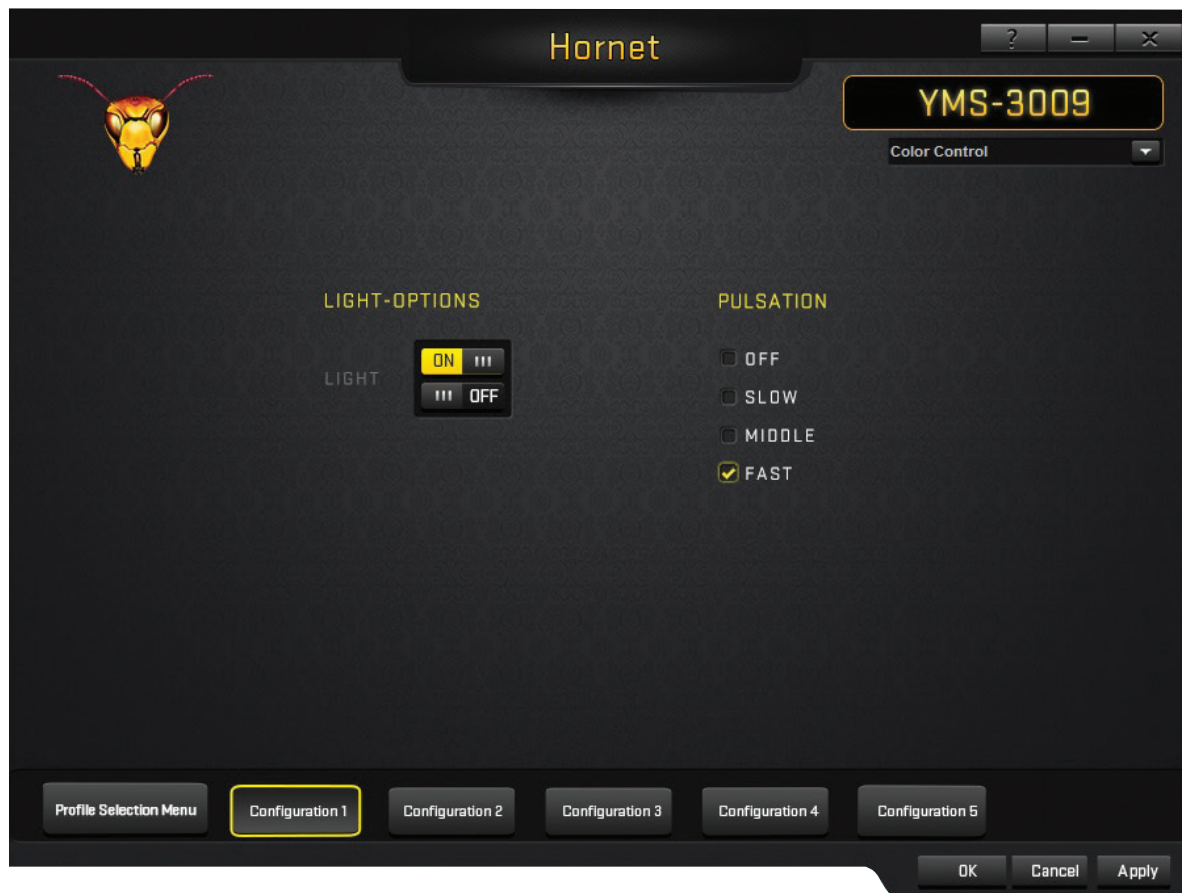 Hornet
?
YMS-3009
Color Control
LIGHT-OPTIONS
LIGHT
ON
OFF
PULSATION
OFF
SLOW
MIDDLE
FAST
Profile Selection Menu
Configuration 1
Configuration 2
Configuration 3
Configuration 4
Configuration 5
OK
Cancel
Apply